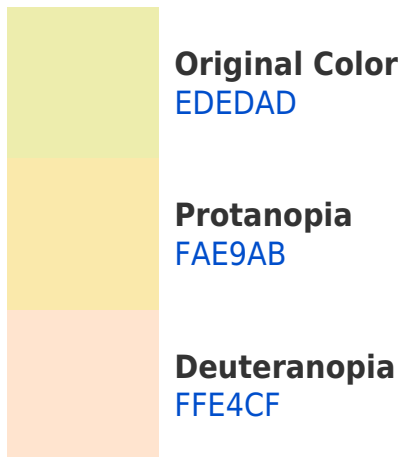 Original Color
EDEDAD
Protanopia
FAE9AB
Deuteranopia
FFE4CF